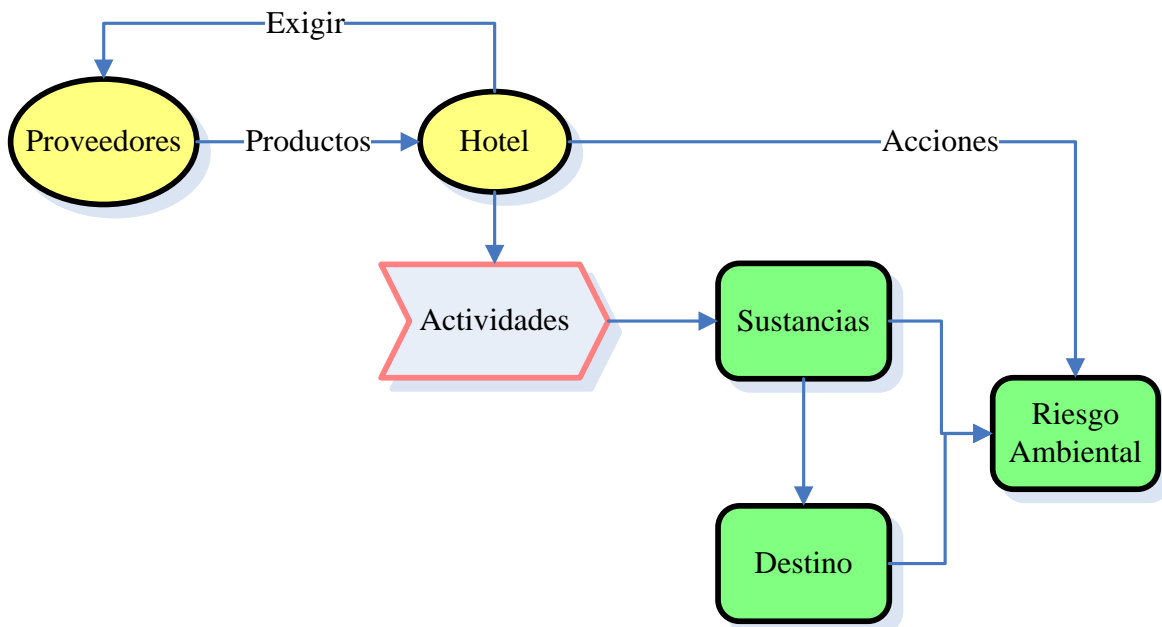 Exigir
Proveedores
Productos
Hotel
Acciones
Actividades
Sustancias
Riesgo
Ambiental
Destino